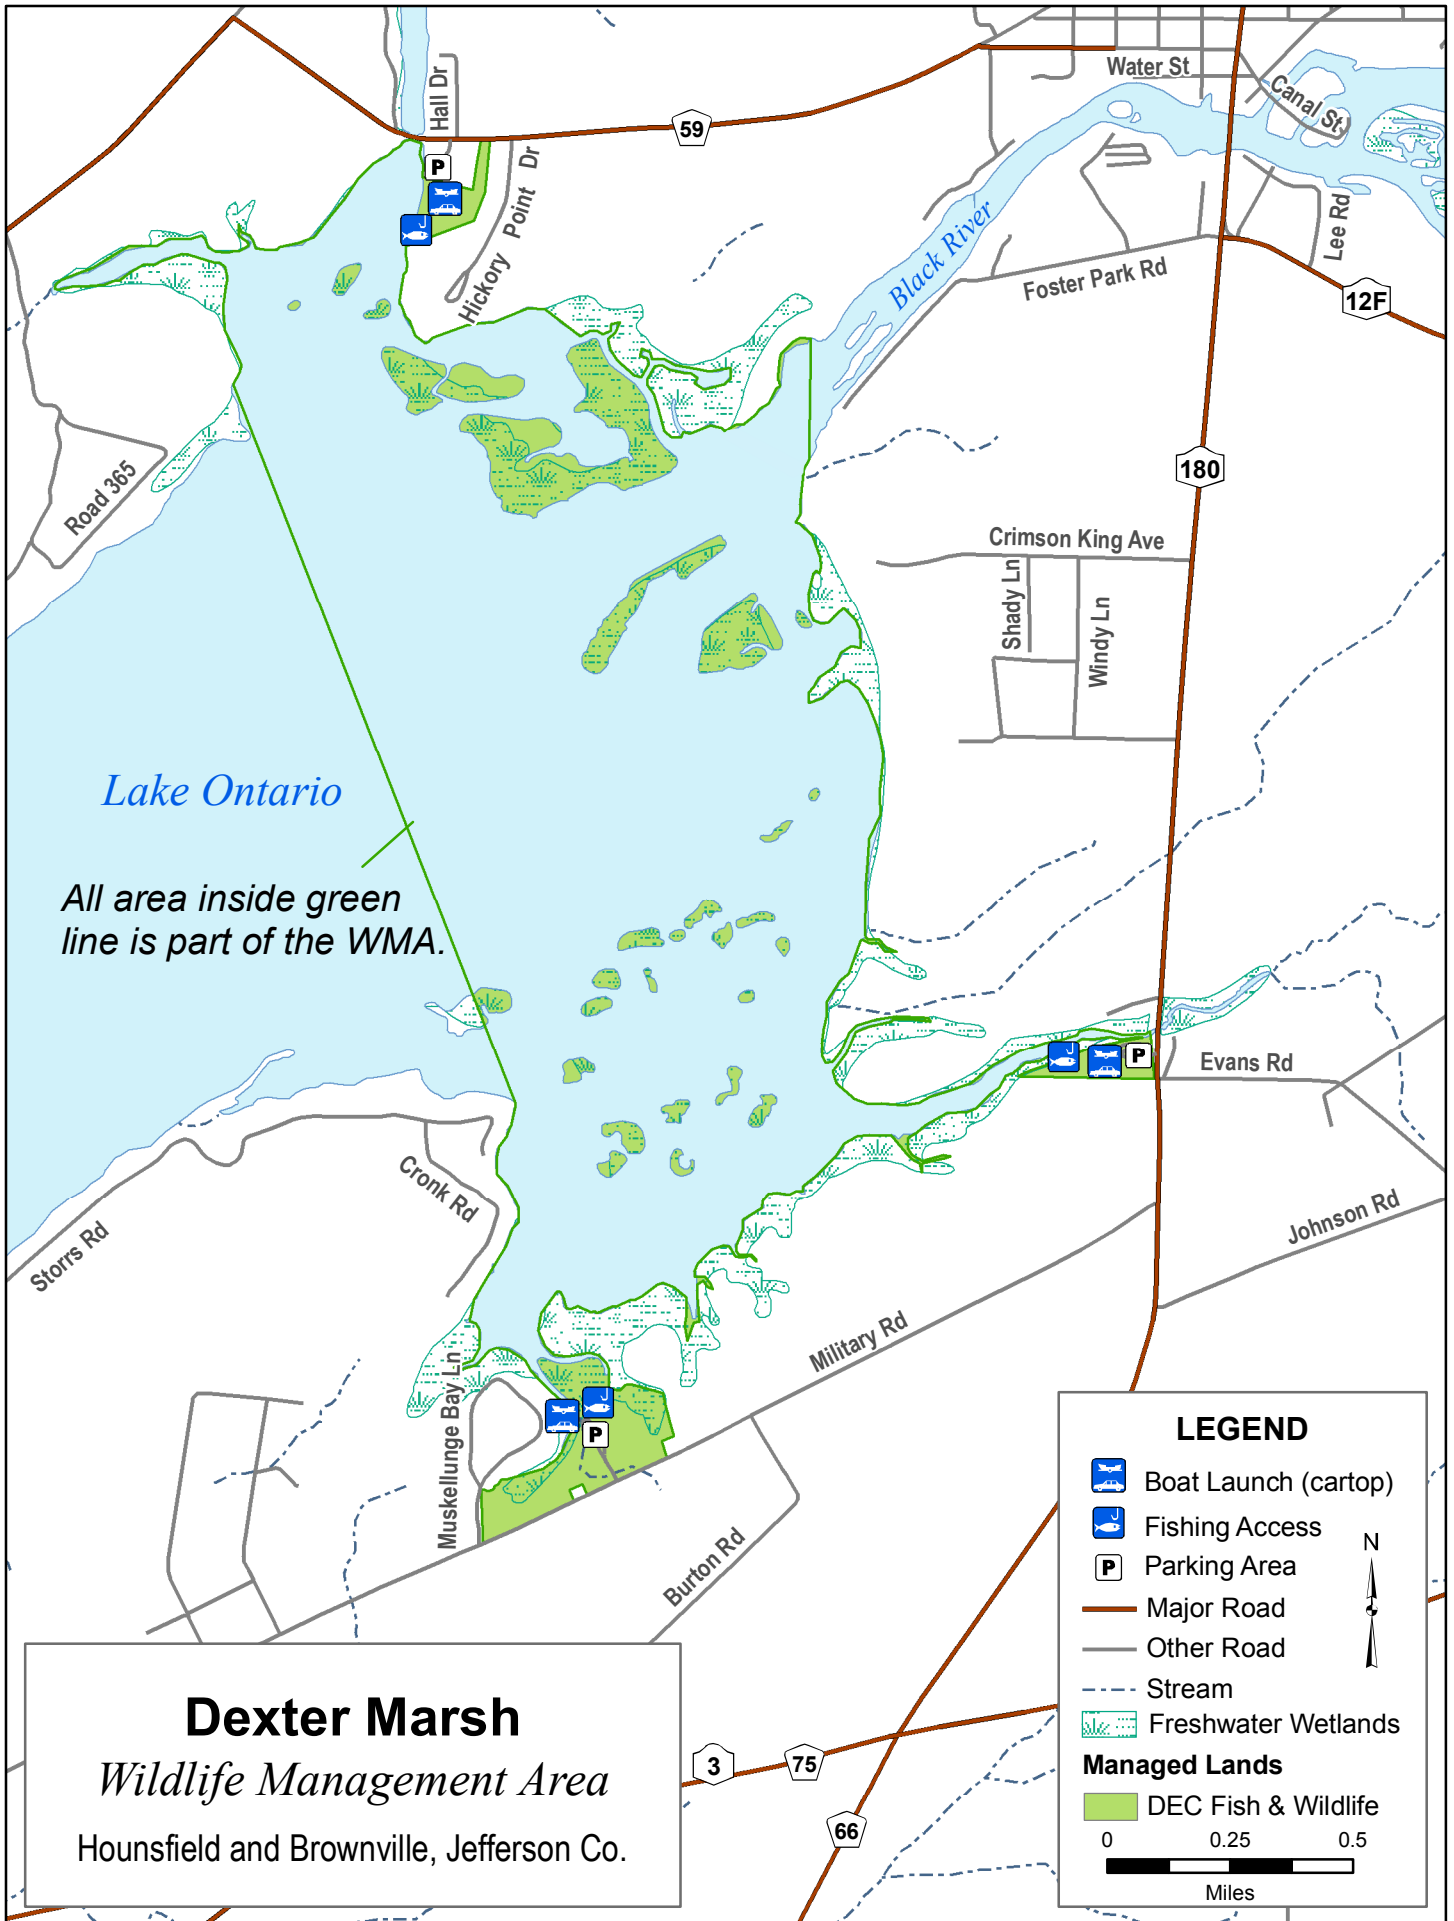 Hall Dr
59
Water St
Canal St
P
Hickory Point Dr
Black River
Foster Park Rd
Lee Rd
12F
Road 365
180
Crimson King Ave
Shady Ln
Windy Ln
Lake Ontario
All area inside green
line is part of the WMA.
P
Evans Rd
Cronk Rd
Storrs Rd
Johnson Rd
Military Rd
Muskellunge Bay Ln
P
Burton Rd
3
75
66
LEGEND
Boat Launch (cartop)
Fishing Access
P Parking Area
N
Major Road
Other Road
Stream
Freshwater Wetlands
Managed Lands
DEC Fish & Wildlife
0 0.25 0.5
Miles
Dexter Marsh
Wildlife Management Area
Hounsfield and Brownville, Jefferson Co.